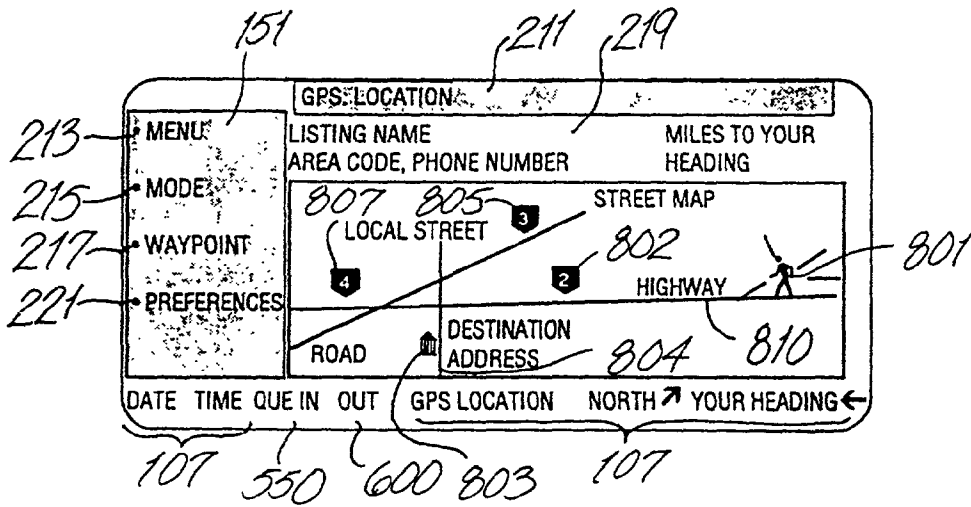 151 211 219
GPS: LOCATION
213 MENU
LISTING NAME MILES TO YOUR
AREA CODE, PHONE NUMBER HEADING
215 MODE
807 805 3 STREET MAP
217 WAYPOINT
LOCAL STREET 802
801
4 2 HIGHWAY
221 PREFERENCES
ROAD DESTINATION
ADDRESS 804 810
DATE TIME QUE IN OUT GPS LOCATION NORTH YOUR HEADING
107 550 600 803 107